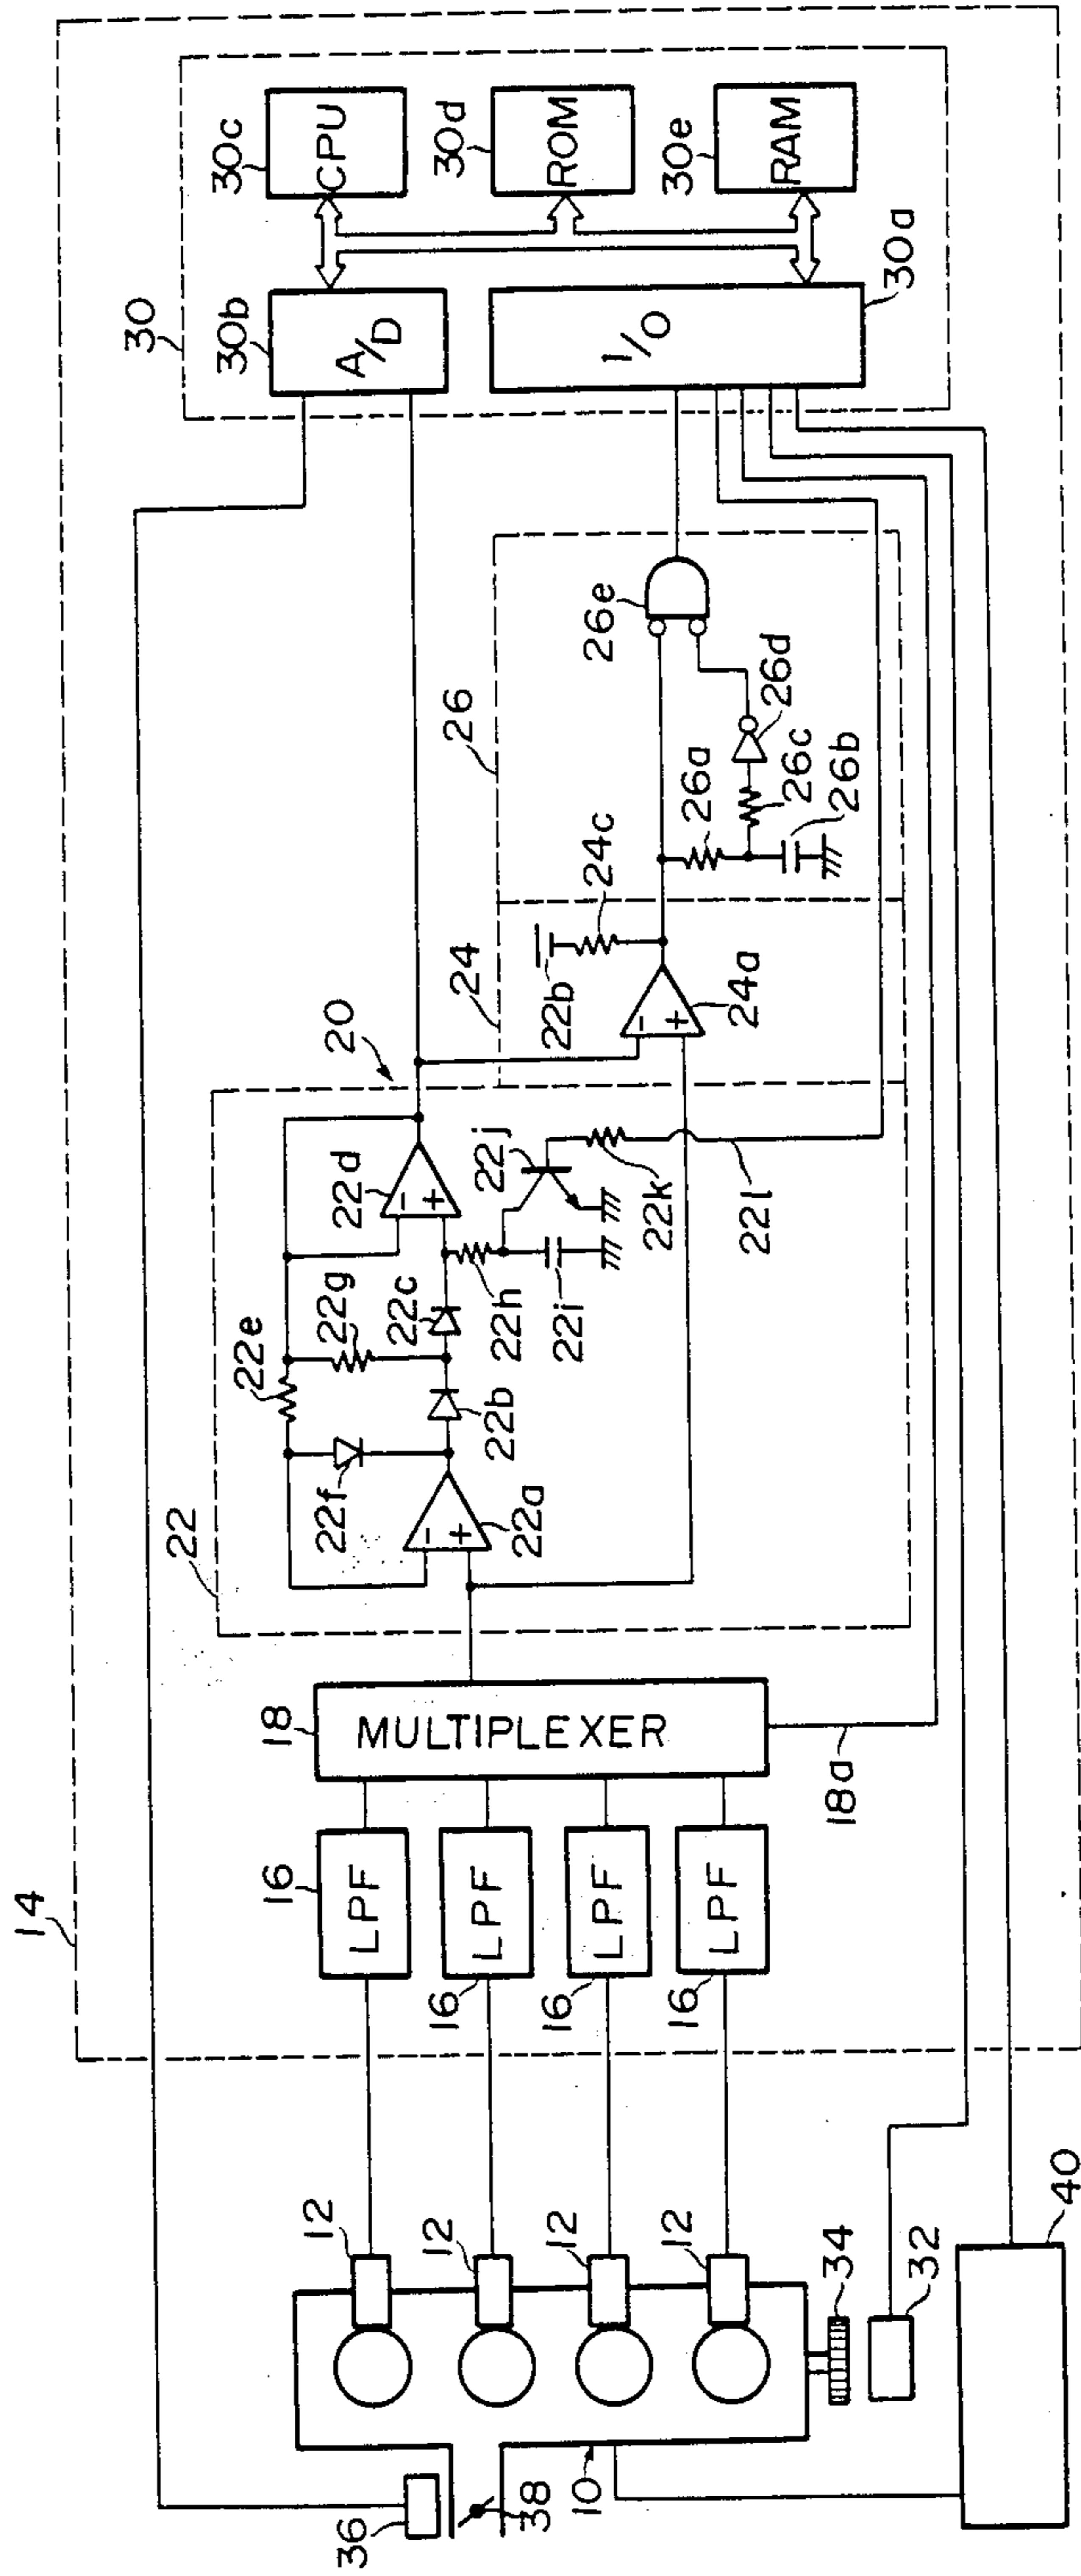 14
22
20
24
26
30
30b
A/D
30c
CPU
30d
ROM
30e
RAM
I/O
30a
36
38
10
12
12
12
12
34
32
40
16
LPF
LPF
16
LPF
16
LPF
16
18
MULTIPLEXER
18a
22f
22e
22g
22d
-
+
22a
-
+
22b
22c
22h
22i
22j
22k
22l
22b
24c
-
+
24a
26a
26c
26b
26d
26e